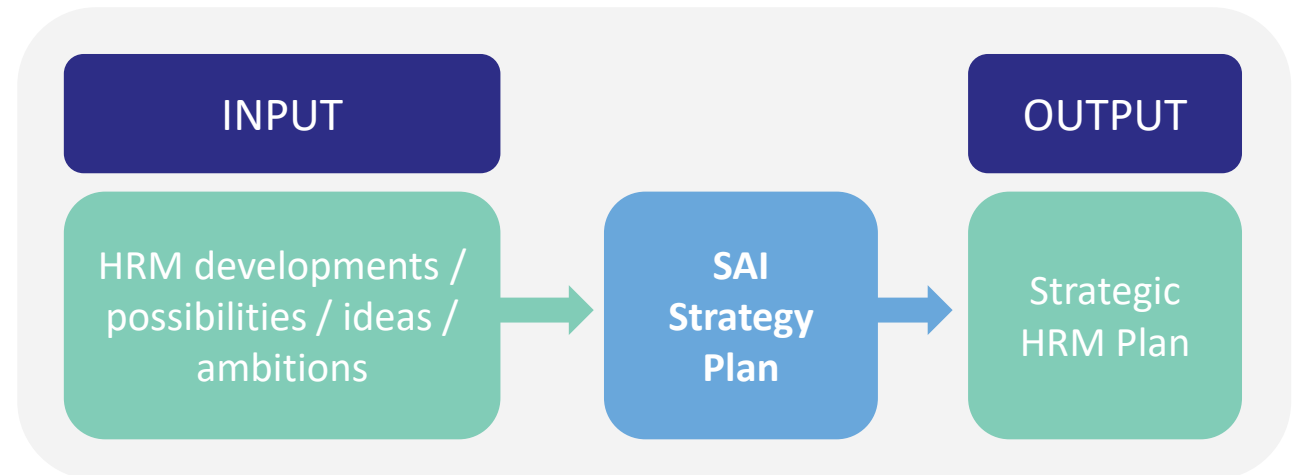 INPUT
OUTPUT
HRM developments /
possibilities / ideas /
ambitions
SAI
Strategy
Plan
Strategic
HRM Plan